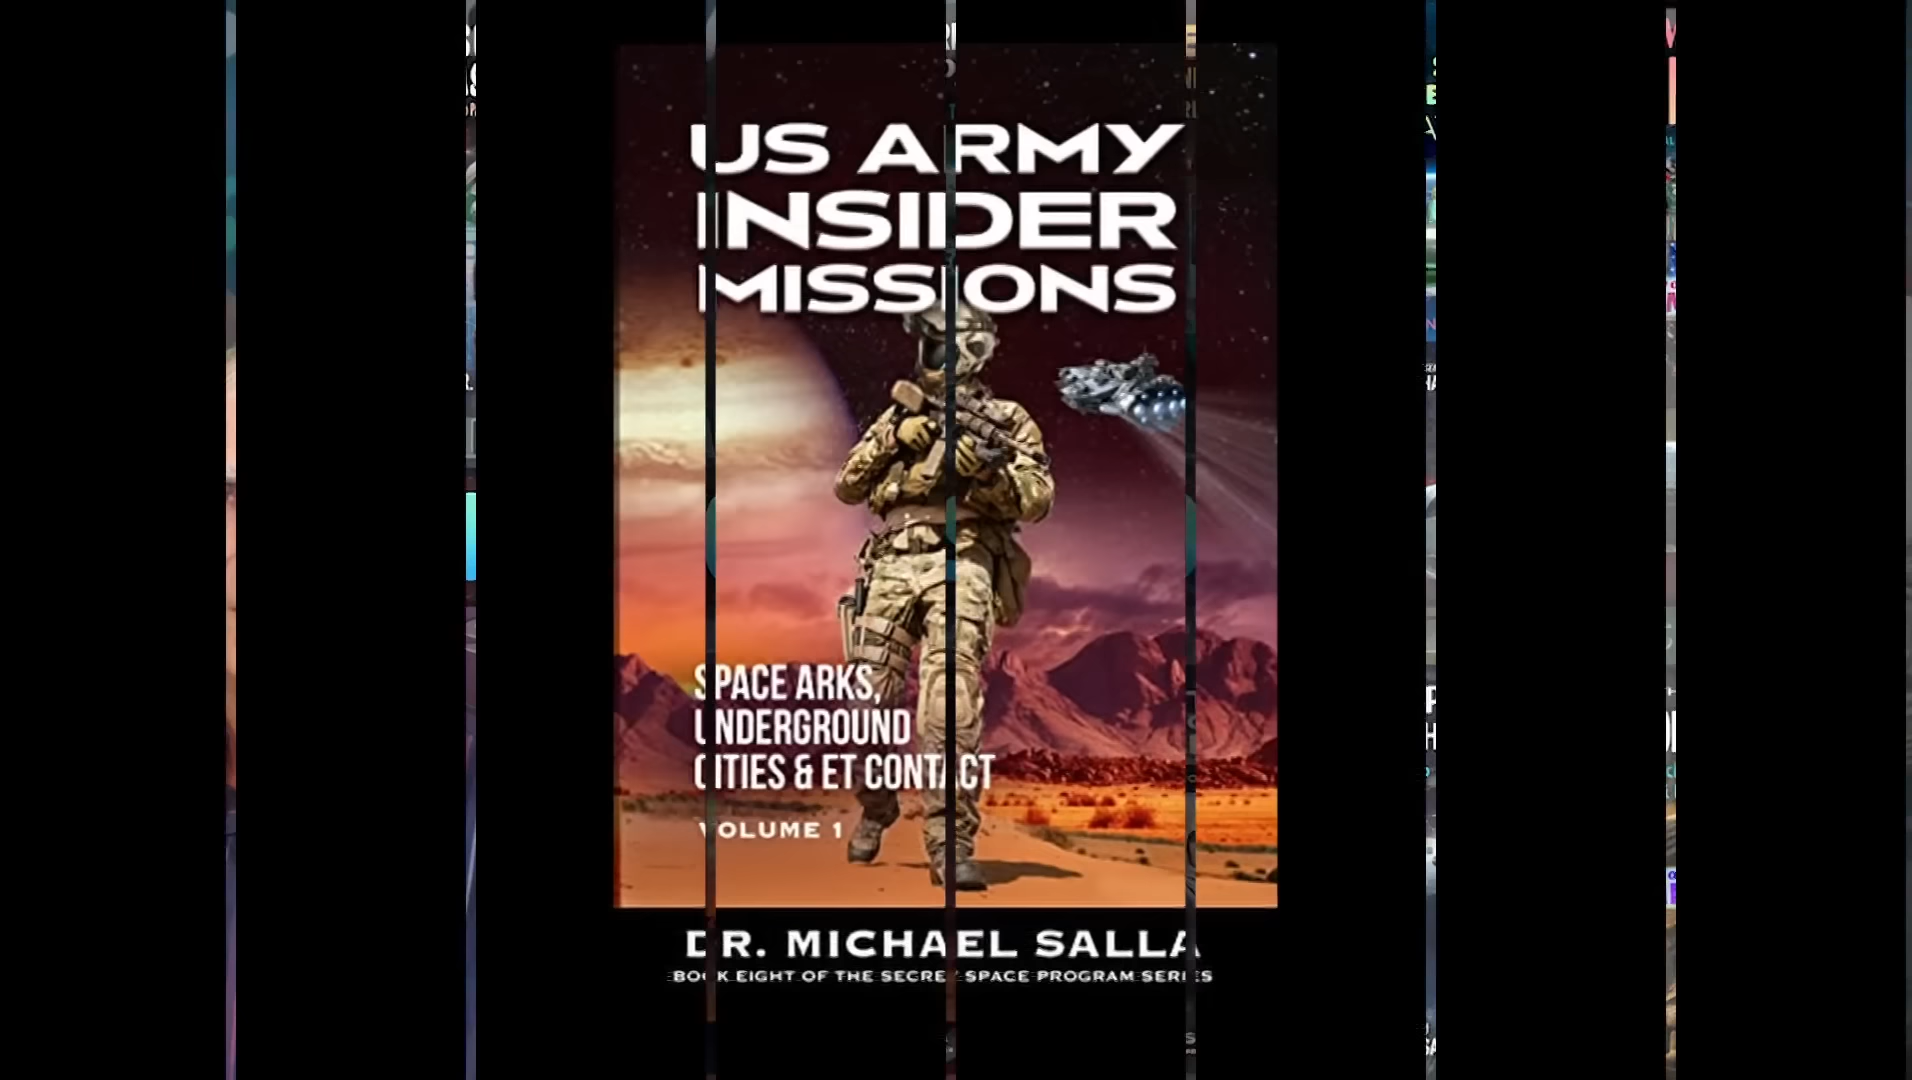 US ARMY
INSIDER
MISSIONS
SPACE ARKS,
UNDERGROUND
CITIES & ET CONTACT
VOLUME 1
DR. MICHAEL SALLA
BOOK EIGHT OF THE SECRET SPACE PROGRAM SERIES